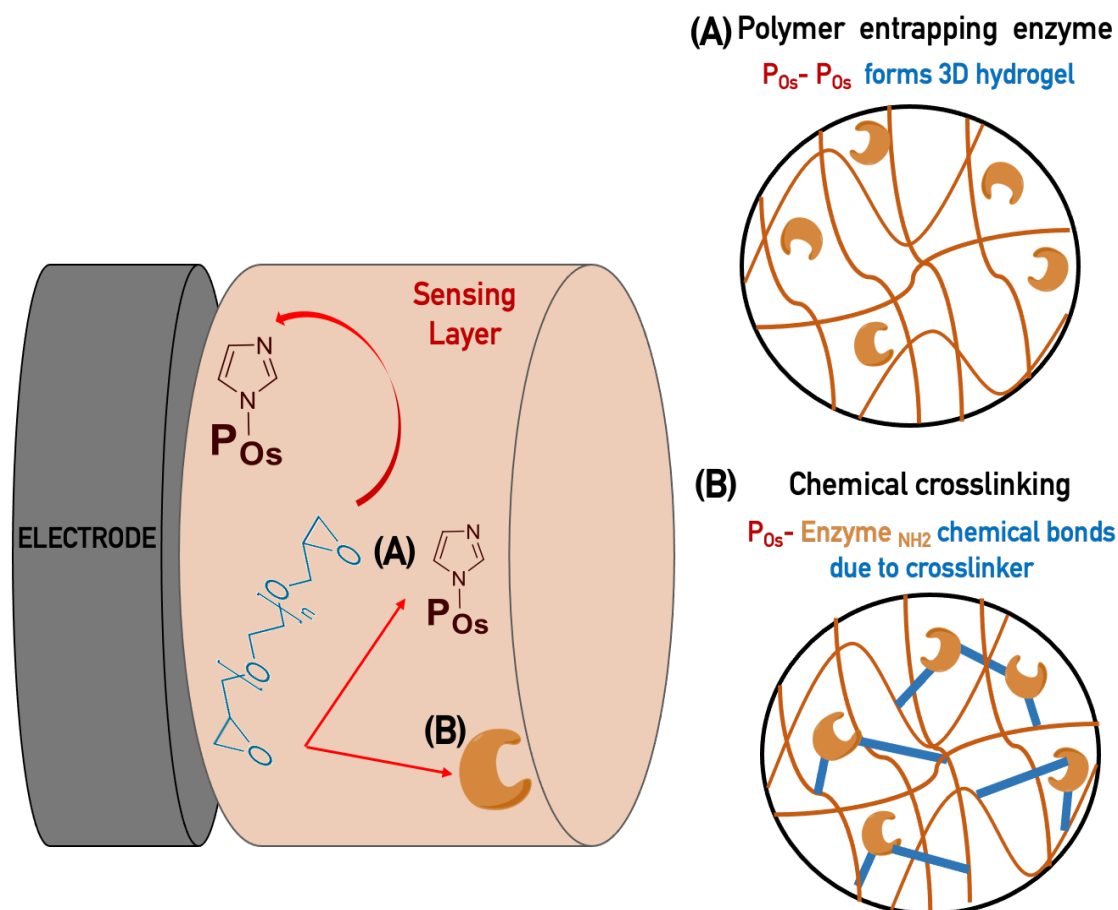 (A) Polymer entrapping enzyme
POs- POs forms 3D hydrogel
Sensing
Layer
N
N
POs
ELECTRODE
O
(A)
N
N
POs
O
n
O
(B)
O
(B) Chemical crosslinking
POs- Enzyme NH2 chemical bonds
due to crosslinker